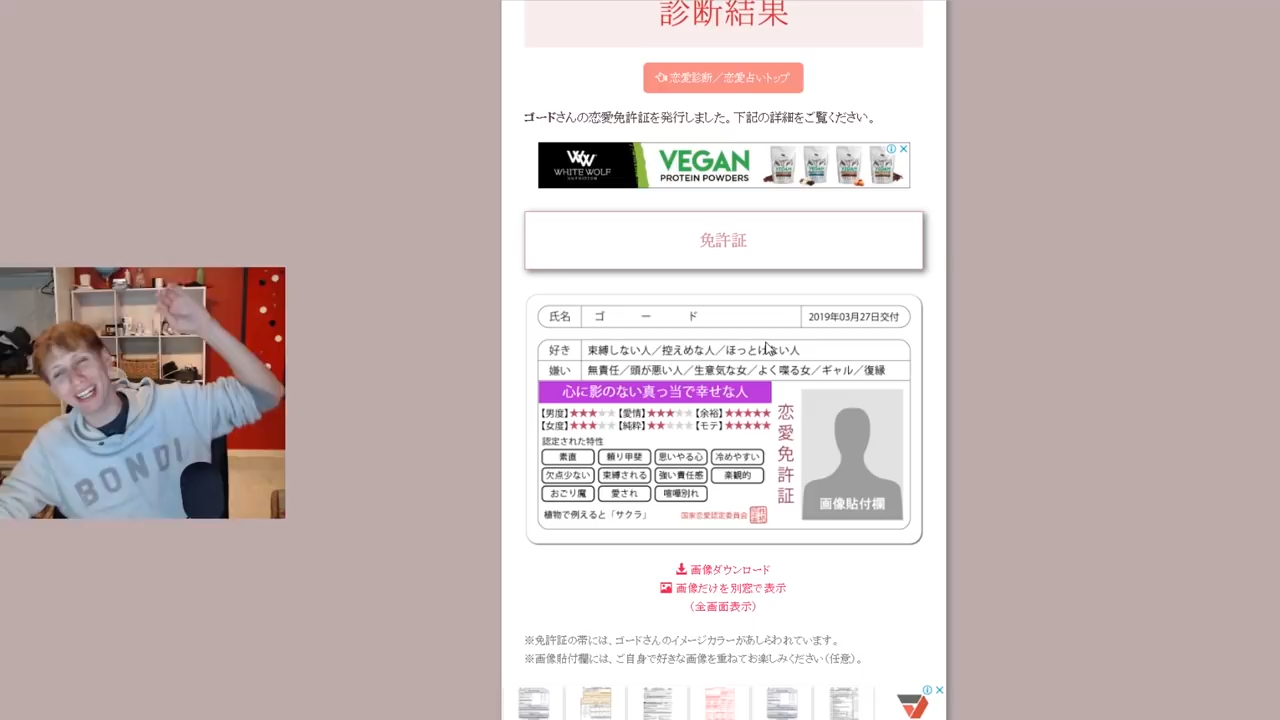 診断結果
恋愛診断／恋愛占いトップ
ゴードさんの恋愛免許証を発行しました。下記の詳細をご覧ください。
WHITE WOLF
NUTRITION
VEGAN
PROTEIN POWDERS
免許証
氏名 ゴ ー ド 2019年03月27日交付
好き 束縛しない人／控えめな人／ほっとけない人
嫌い 無責任／頭が悪い人／生意気な女／よく喋る女／ギャル／復縁
心に影のない真っ当で幸せな人
【男度】★★★☆☆【愛情】★★★☆☆【余裕】★★★★★
【女度】★★★☆☆【純粋】★★☆☆☆【モテ】★★★★★
認定された特性
素直 頼り甲斐 思いやる心 冷めやすい
欠点少ない 束縛される 強い責任感 楽観的
おごり魔 愛され 喧嘩別れ
植物で例えると「サクラ」 国家恋愛認定委員会
恋愛免許証
画像貼付欄
画像ダウンロード
画像だけを別窓で表示
（全画面表示）
※免許証の帯には、ゴードさんのイメージカラーがあしらわれています。
※画像貼付欄には、ご自身で好きな画像を重ねてお楽しみください（任意）。
BONDI